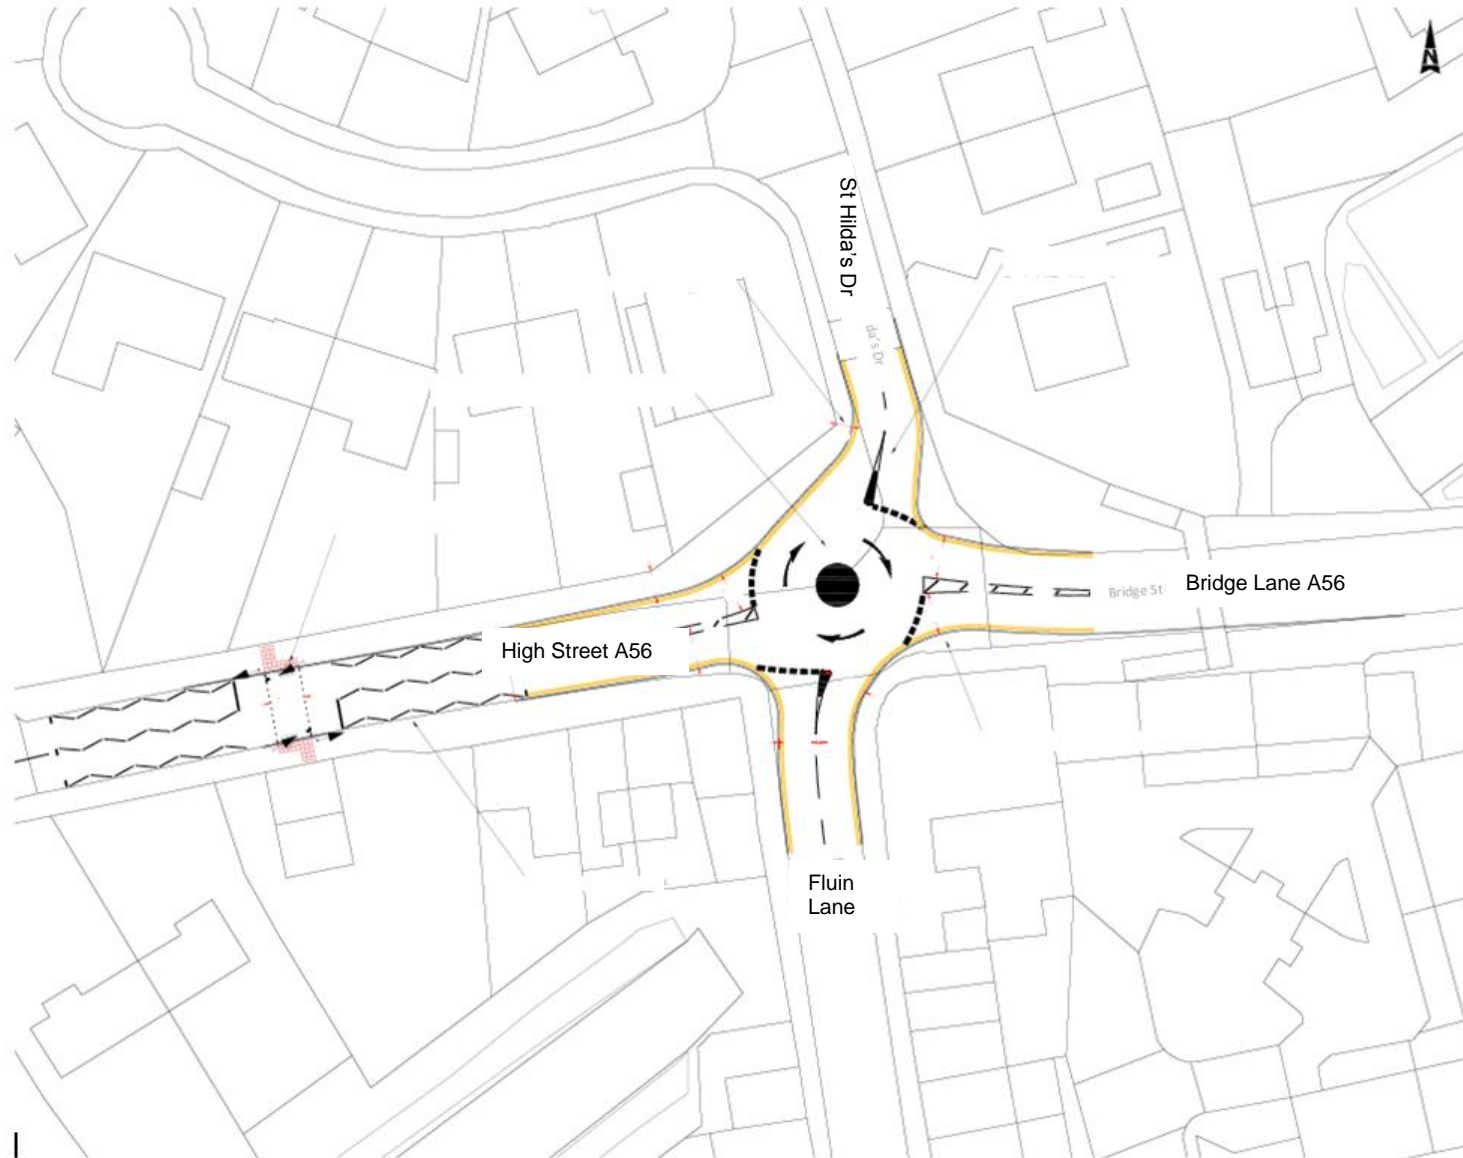 N
St Hilda's Dr
da's Dr
Bridge St
Bridge Lane A56
High Street A56
Fluin
Lane